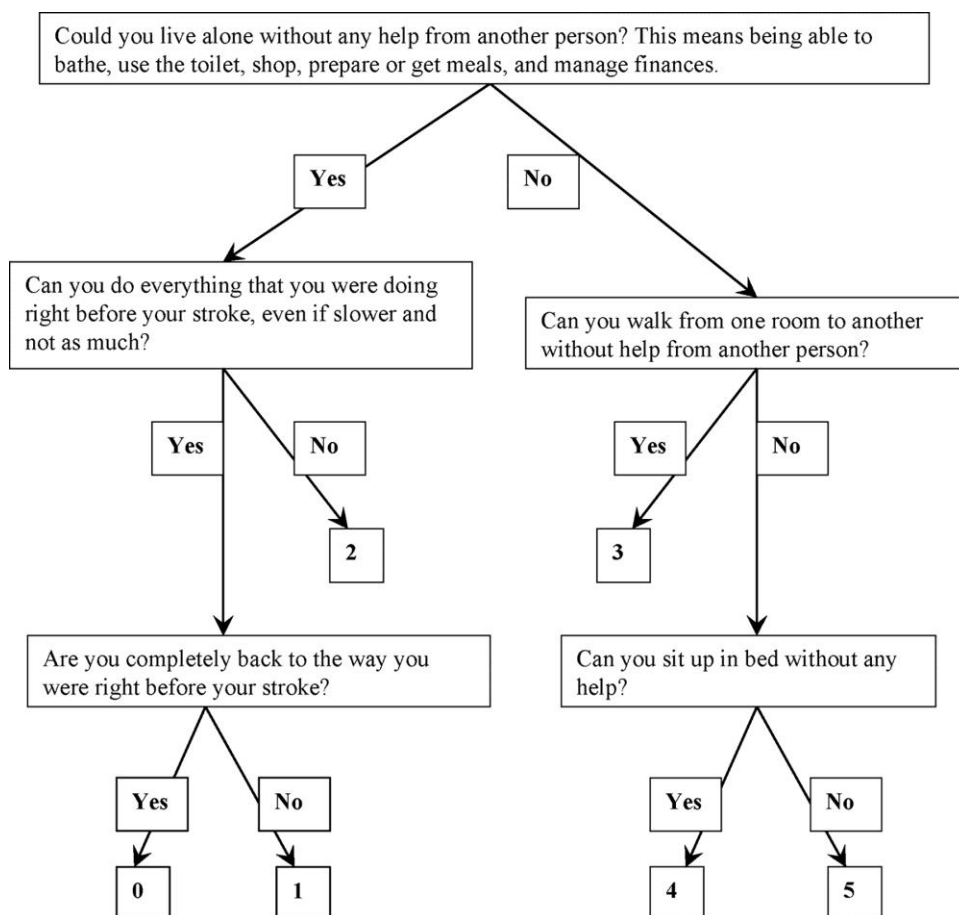 Could you live alone without any help from another person? This means being able to
bathe, use the toilet, shop, prepare or get meals, and manage finances.
Yes
No
Can you do everything that you were doing
right before your stroke, even if slower and
not as much?
Can you walk from one room to another
without help from another person?
Yes
No
Yes
No
2
3
Are you completely back to the way you
were right before your stroke?
Can you sit up in bed without any
help?
Yes
No
Yes
No
0
1
4
5